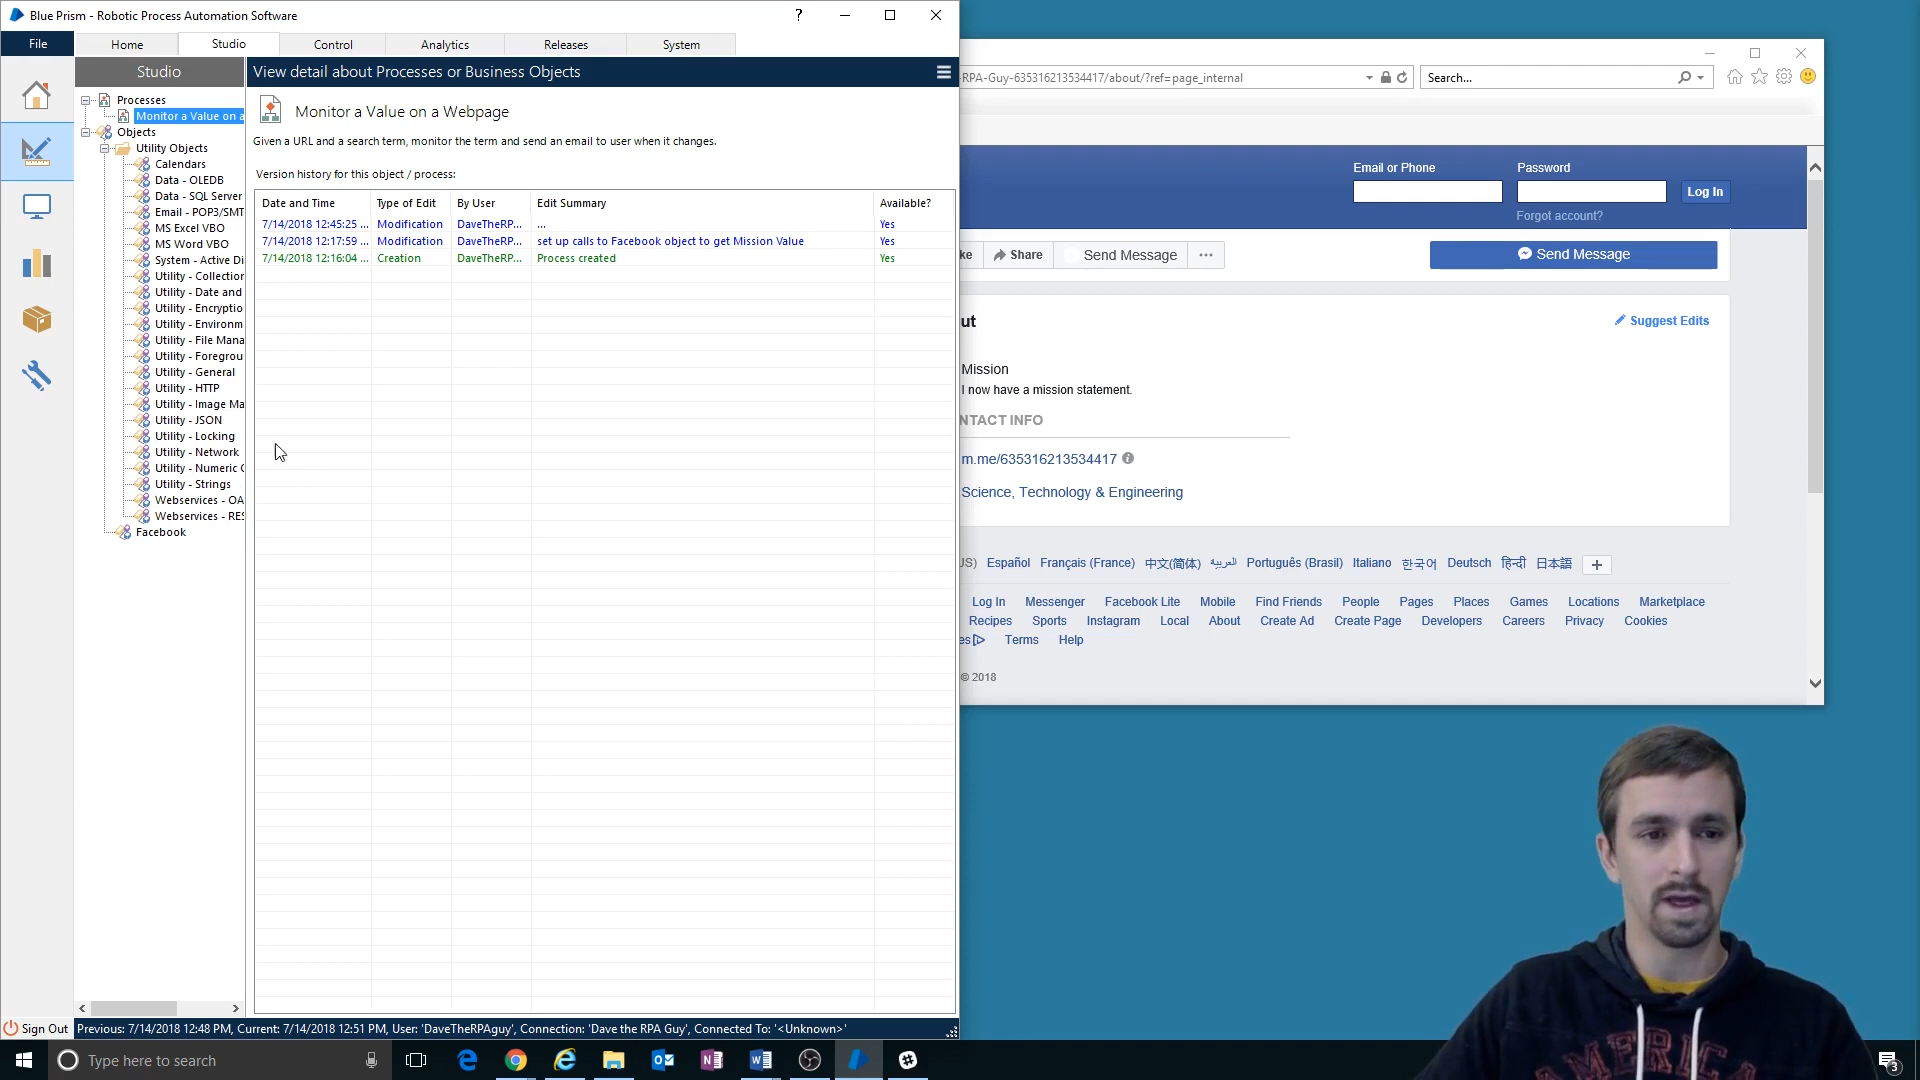 Blue Prism - Robotic Process Automation Software
?
File
Home
Studio
Control
Analytics
Releases
System
Studio
View detail about Processes or Business Objects
Processes
Monitor a Value on a
Objects
Utility Objects
Calendars
Data - OLEDB
Data - SQL Server
Email - POP3/SMT
MS Excel VBO
MS Word VBO
System - Active Di
Utility - Collection
Utility - Date and
Utility - Encryptio
Utility - Environm
Utility - File Mana
Utility - Foregrou
Utility - General
Utility - HTTP
Utility - Image Ma
Utility - JSON
Utility - Locking
Utility - Network
Utility - Numeric
Utility - Strings
Webservices - OA
Webservices - RES
Facebook
Monitor a Value on a Webpage
Given a URL and a search term, monitor the term and send an email to user when it changes.
Version history for this object / process:
Date and Time Type of Edit By User Edit Summary Available?
7/14/2018 12:45:25 ... Modification DaveTheRP... ... Yes
7/14/2018 12:17:59 ... Modification DaveTheRP... set up calls to Facebook object to get Mission Value Yes
7/14/2018 12:16:04 ... Creation DaveTheRP... Process created Yes
Sign Out
Previous: 7/14/2018 12:48 PM, Current: 7/14/2018 12:51 PM, User: 'DaveTheRPAguy', Connection: 'Dave the RPA Guy', Connected To: '<Unknown>'
-RPA-Guy-635316213534417/about/?ref=page_internal
Search...
Email or Phone
Password
Log In
Forgot account?
ke
Share
Send Message
...
Send Message
ut
Suggest Edits
Mission
I now have a mission statement.
NTACT INFO
m.me/635316213534417
Science, Technology & Engineering
US) Español Français (France) 中文(简体) العربية Português (Brasil) Italiano 한국어 Deutsch हिन्दी 日本語 +
Log In Messenger Facebook Lite Mobile Find Friends People Pages Places Games Locations Marketplace
Recipes Sports Instagram Local About Create Ad Create Page Developers Careers Privacy Cookies
es Terms Help
© 2018
AMERICA
Type here to search
3